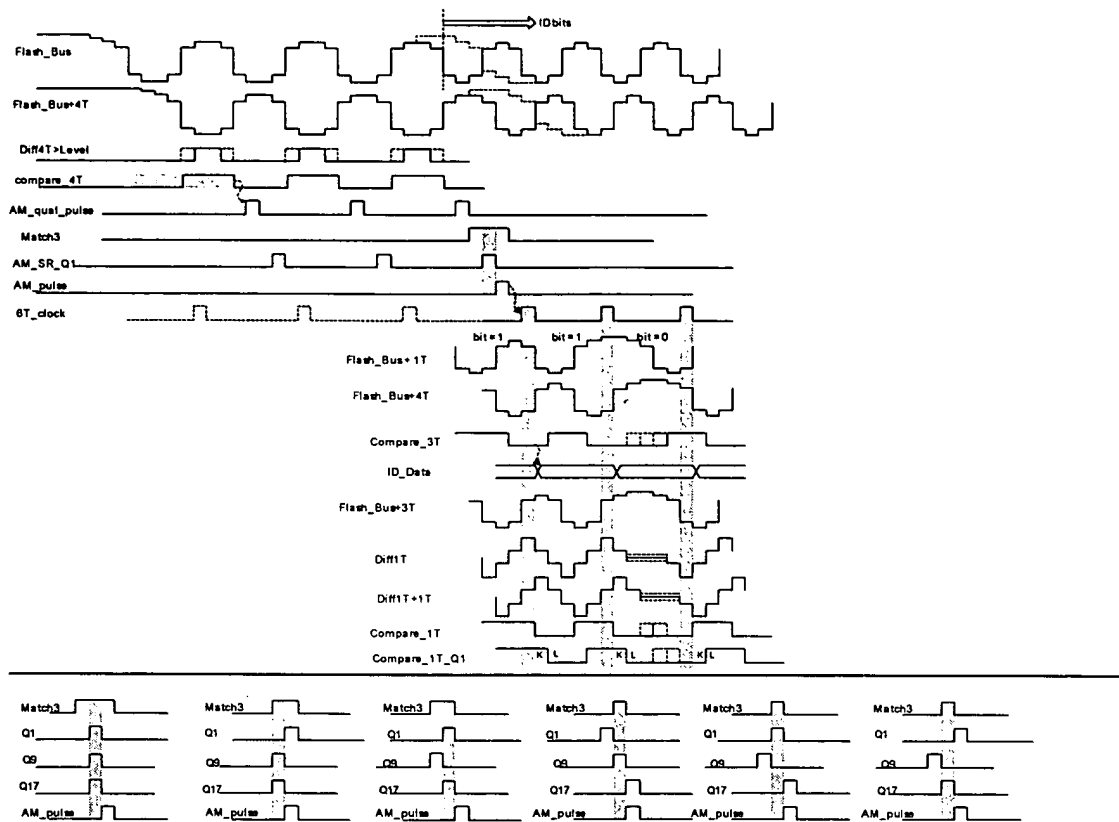 IDbits
Flash_Bus
Flash_Bus+4T
Diff4T>Level
compare_4T
AM_qual_pulse
Match3
AM_SR_Q1
AM_pulse
6T_clock
bit=1 bit=1 bit=0
Flash_Bus+1T
Flash_Bus+4T
Compare_3T
ID_Data
Flash_Bus+3T
Diff1T
Diff1T+1T
Compare_1T
Compare_1T_Q1 K L K L K L
Match3 Match3 Match3 Match3 Match3 Match3
Q1 Q1 Q1 Q1 Q1 Q1
Q9 Q9 Q9 Q9 Q9 Q9
Q17 Q17 Q17 Q17 Q17 Q17
AM_pulse AM_pulse AM_pulse AM_pulse AM_pulse AM_pulse